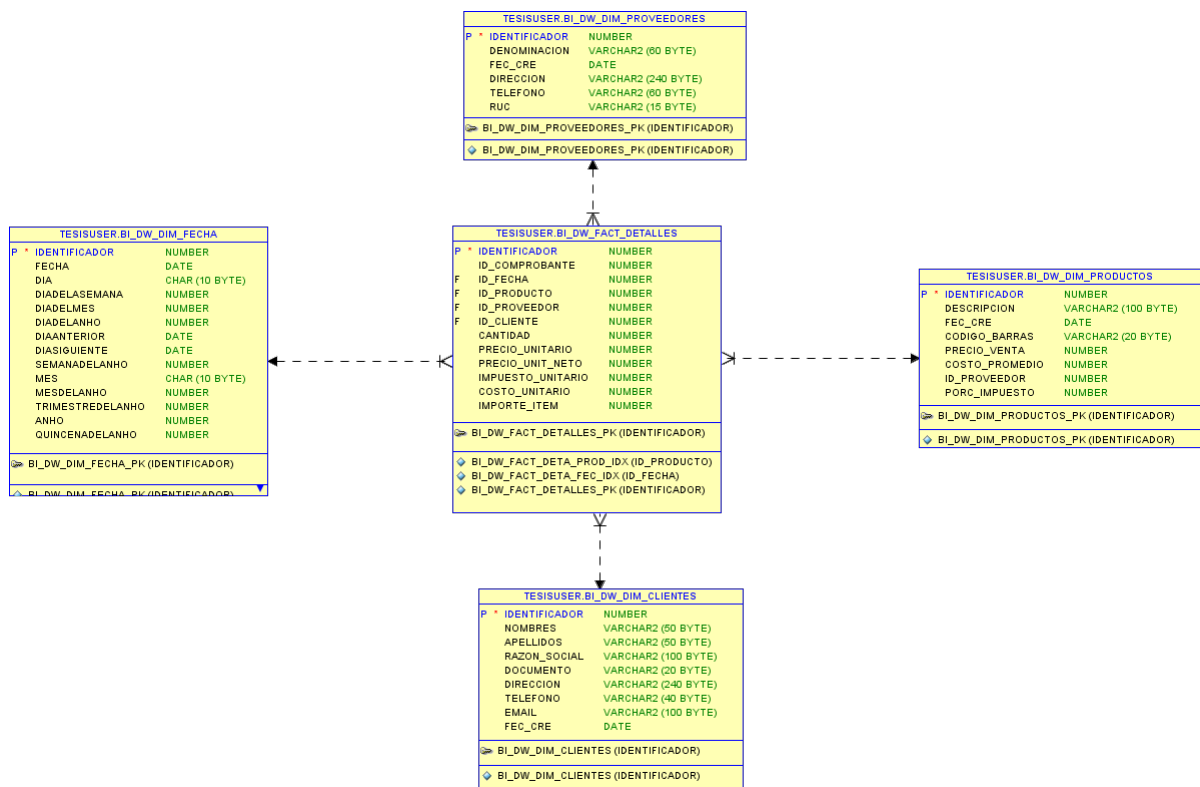 TESISUSER.BI_DW_DIM_PROVEEDORES
P * IDENTIFICADOR NUMBER
DENOMINACION VARCHAR2 (60 BYTE)
FEC_CRE DATE
DIRECCION VARCHAR2 (240 BYTE)
TELEFONO VARCHAR2 (60 BYTE)
RUC VARCHAR2 (15 BYTE)
BI_DW_DIM_PROVEEDORES_PK (IDENTIFICADOR)
BI_DW_DIM_PROVEEDORES_PK (IDENTIFICADOR)
TESISUSER.BI_DW_DIM_FECHA
P * IDENTIFICADOR NUMBER
FECHA DATE
DIA CHAR (10 BYTE)
DIADELASEMANA NUMBER
DIADELMES NUMBER
DIADELANHO NUMBER
DIAANTERIOR DATE
DIASIGUIENTE DATE
SEMANADELANHO NUMBER
MES CHAR (10 BYTE)
MESDELANHO NUMBER
TRIMESTREDELANHO NUMBER
ANHO NUMBER
QUINCENADELANHO NUMBER
BI_DW_DIM_FECHA_PK (IDENTIFICADOR)
BI_DW_DIM_FECHA_PK (IDENTIFICADOR)
TESISUSER.BI_DW_FACT_DETALLES
P * IDENTIFICADOR NUMBER
ID_COMPROBANTE NUMBER
F ID_FECHA NUMBER
F ID_PRODUCTO NUMBER
F ID_PROVEEDOR NUMBER
F ID_CLIENTE NUMBER
CANTIDAD NUMBER
PRECIO_UNITARIO NUMBER
PRECIO_UNIT_NETO NUMBER
IMPUESTO_UNITARIO NUMBER
COSTO_UNITARIO NUMBER
IMPORTE_ITEM NUMBER
BI_DW_FACT_DETALLES_PK (IDENTIFICADOR)
BI_DW_FACT_DETA_PROD_IDX (ID_PRODUCTO)
BI_DW_FACT_DETA_FEC_IDX (ID_FECHA)
BI_DW_FACT_DETALLES_PK (IDENTIFICADOR)
TESISUSER.BI_DW_DIM_PRODUCTOS
P * IDENTIFICADOR NUMBER
DESCRIPCION VARCHAR2 (100 BYTE)
FEC_CRE DATE
CODIGO_BARRAS VARCHAR2 (20 BYTE)
PRECIO_VENTA NUMBER
COSTO_PROMEDIO NUMBER
ID_PROVEEDOR NUMBER
PORC_IMPUESTO NUMBER
BI_DW_DIM_PRODUCTOS_PK (IDENTIFICADOR)
BI_DW_DIM_PRODUCTOS_PK (IDENTIFICADOR)
TESISUSER.BI_DW_DIM_CLIENTES
P * IDENTIFICADOR NUMBER
NOMBRES VARCHAR2 (50 BYTE)
APELLIDOS VARCHAR2 (50 BYTE)
RAZON_SOCIAL VARCHAR2 (100 BYTE)
DOCUMENTO VARCHAR2 (20 BYTE)
DIRECCION VARCHAR2 (240 BYTE)
TELEFONO VARCHAR2 (40 BYTE)
EMAIL VARCHAR2 (100 BYTE)
FEC_CRE DATE
BI_DW_DIM_CLIENTES (IDENTIFICADOR)
BI_DW_DIM_CLIENTES (IDENTIFICADOR)